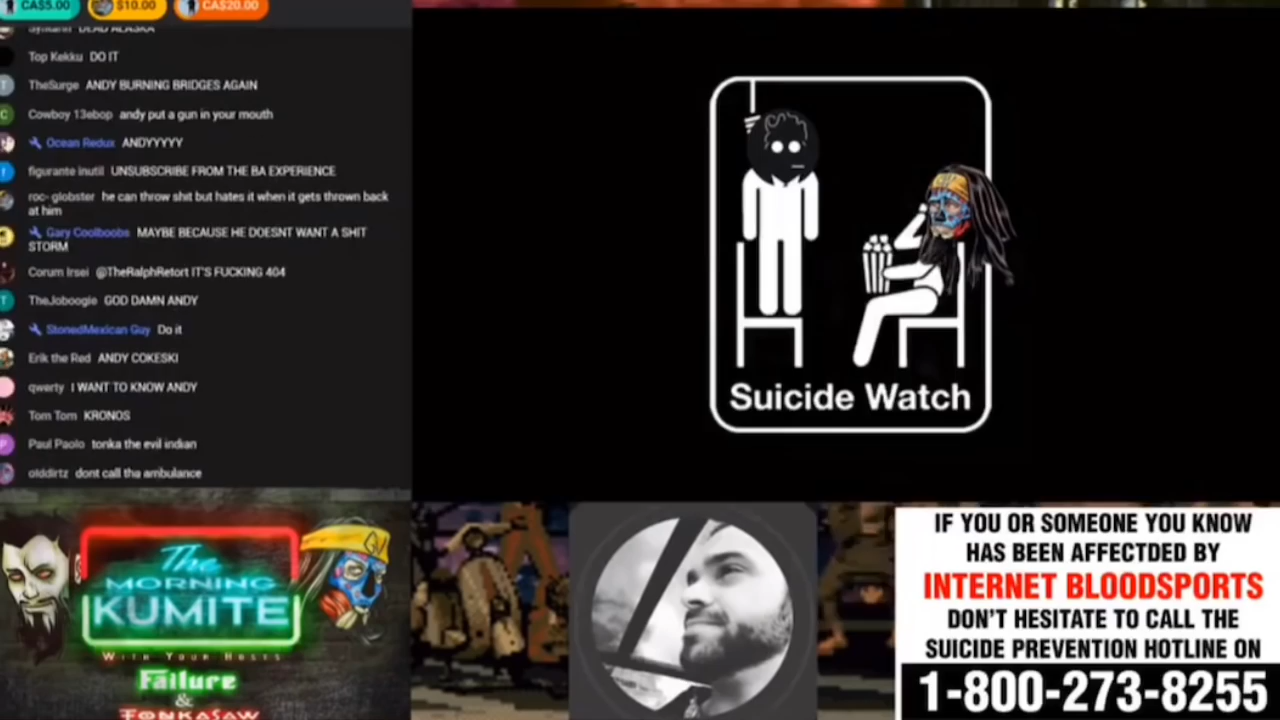 CA$5.00 $10.00 CA$20.00
DEAD ALASKA
Top Kekku DO IT
TheSurge ANDY BURNING BRIDGES AGAIN
Cowboy 13ebop andy put a gun in your mouth
Ocean Redux ANDYYYYY
figurante inutil UNSUBSCRIBE FROM THE BA EXPERIENCE
roc- globster he can throw shit but hates it when it gets thrown back
at him
Gary Coolboobs MAYBE BECAUSE HE DOESNT WANT A SHIT
STORM
Corum Irsei @TheRalphRetort IT'S FUCKING 404
TheJoboogie GOD DAMN ANDY
StonedMexican Guy Do it
Erik the Red ANDY COKESKI
qwerty I WANT TO KNOW ANDY
Tom Tom KRONOS
Paul Paolo tonka the evil indian
olddirtz dont call tha ambulance
Suicide Watch
The
MORNING
KUMITE
WITH YOUR HOSTS
Failure
&
TONKASAW
IF YOU OR SOMEONE YOU KNOW
HAS BEEN AFFECTDED BY
INTERNET BLOODSPORTS
DON'T HESITATE TO CALL THE
SUICIDE PREVENTION HOTLINE ON
1-800-273-8255